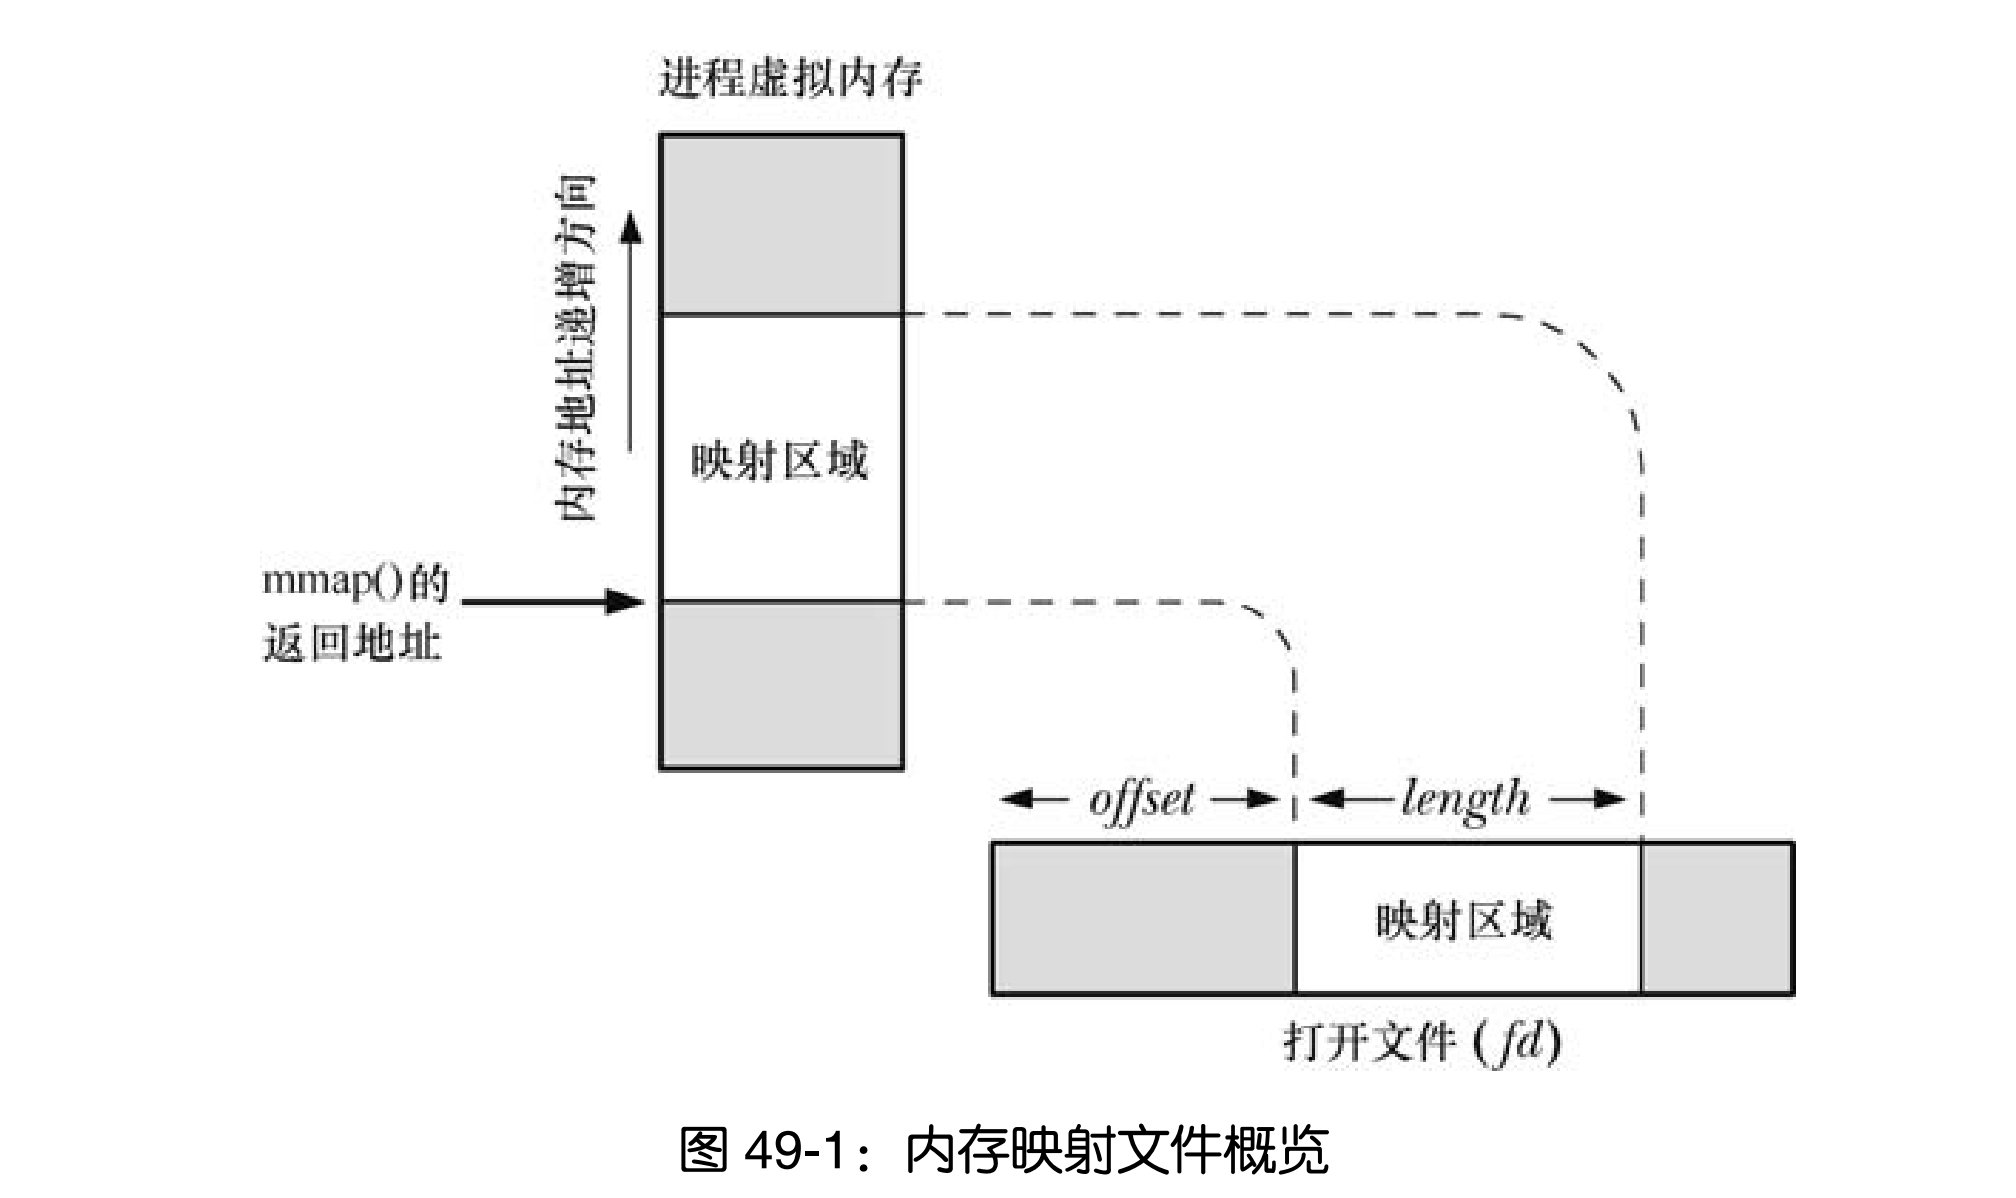 进程虚拟内存
内存地址递增方向
映射区域
mmap()的
返回地址
offset
length
映射区域
打开文件 (fd)
图 49-1：内存映射文件概览